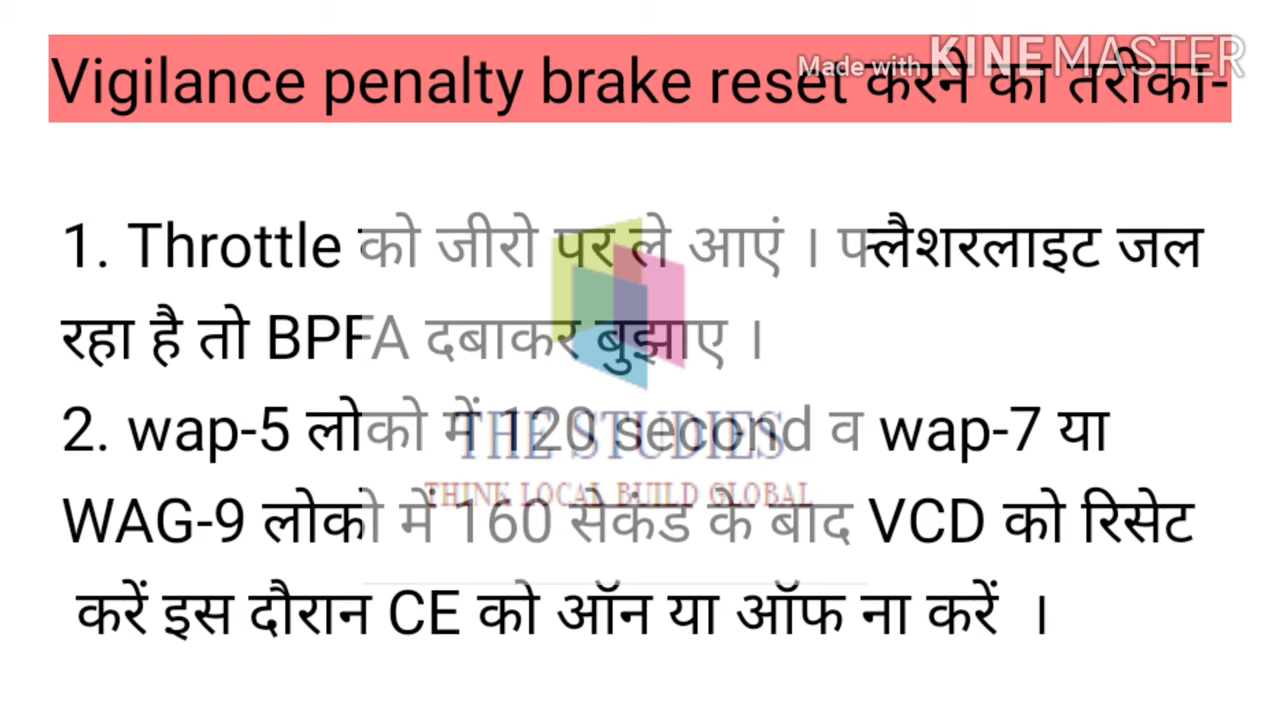 Vigilance penalty brake reset करने का तरीका-
Made with KINEMASTER
1. Throttle को जीरो पर ले आएं । फ्लैशरलाइट जल
रहा है तो BPFA दबाकर बुझाए ।
2. wap-5 लोको में 120 second व wap-7 या
THE STUDIES
THINK LOCAL BUILD GLOBAL
WAG-9 लोको में 160 सेकंड के बाद VCD को रिसेट
करें इस दौरान CE को ऑन या ऑफ ना करें ।